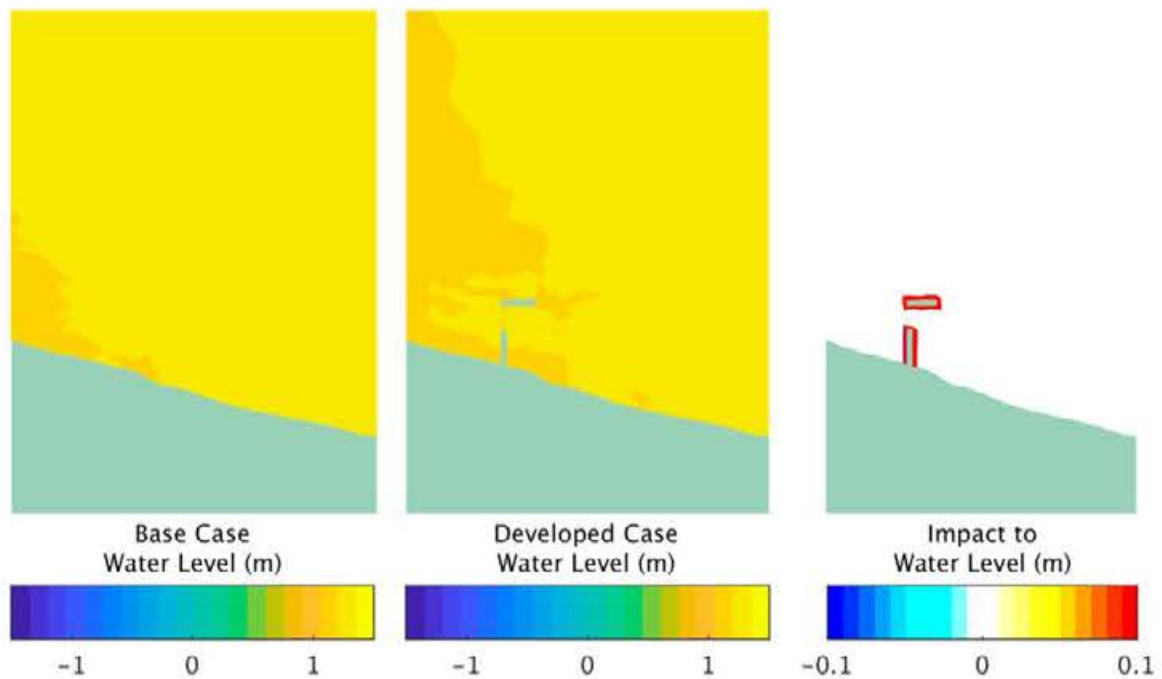 Base Case
Water Level (m)
Developed Case
Water Level (m)
Impact to
Water Level (m)
-1 0 1
-1 0 1
-0.1 0 0.1